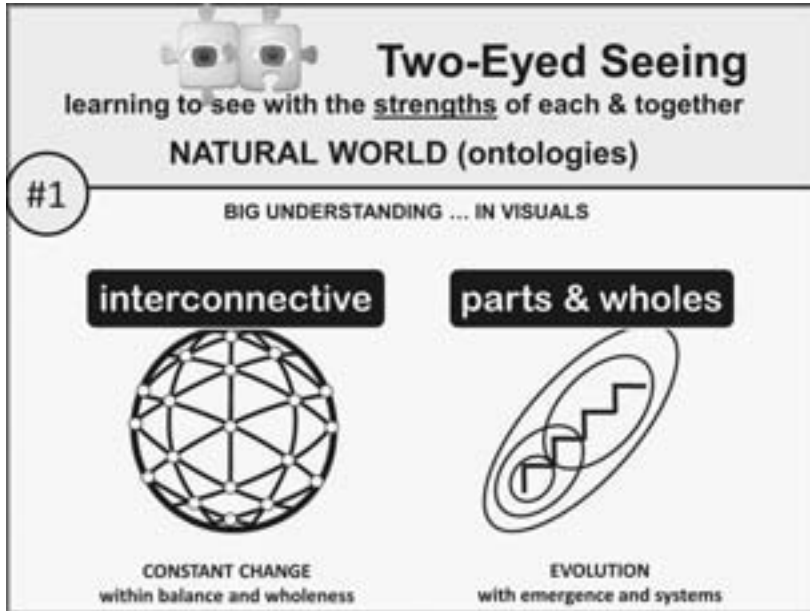 Two-Eyed Seeing
learning to see with the strengths of each & together
NATURAL WORLD (ontologies)
#1
BIG UNDERSTANDING ... IN VISUALS
interconnective
parts & wholes
CONSTANT CHANGE
within balance and wholeness
EVOLUTION
with emergence and systems